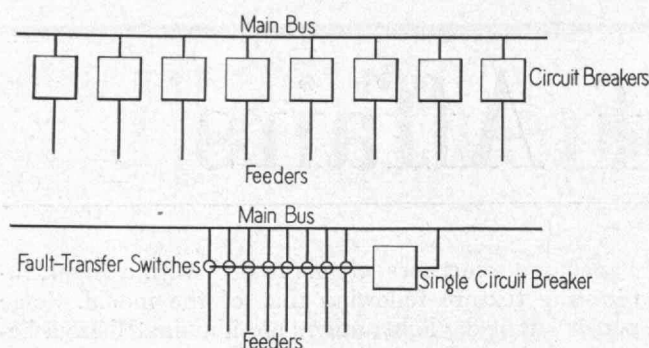 Main Bus
Circuit Breakers
Feeders
Main Bus
Fault-Transfer Switches
Single Circuit Breaker
Feeders